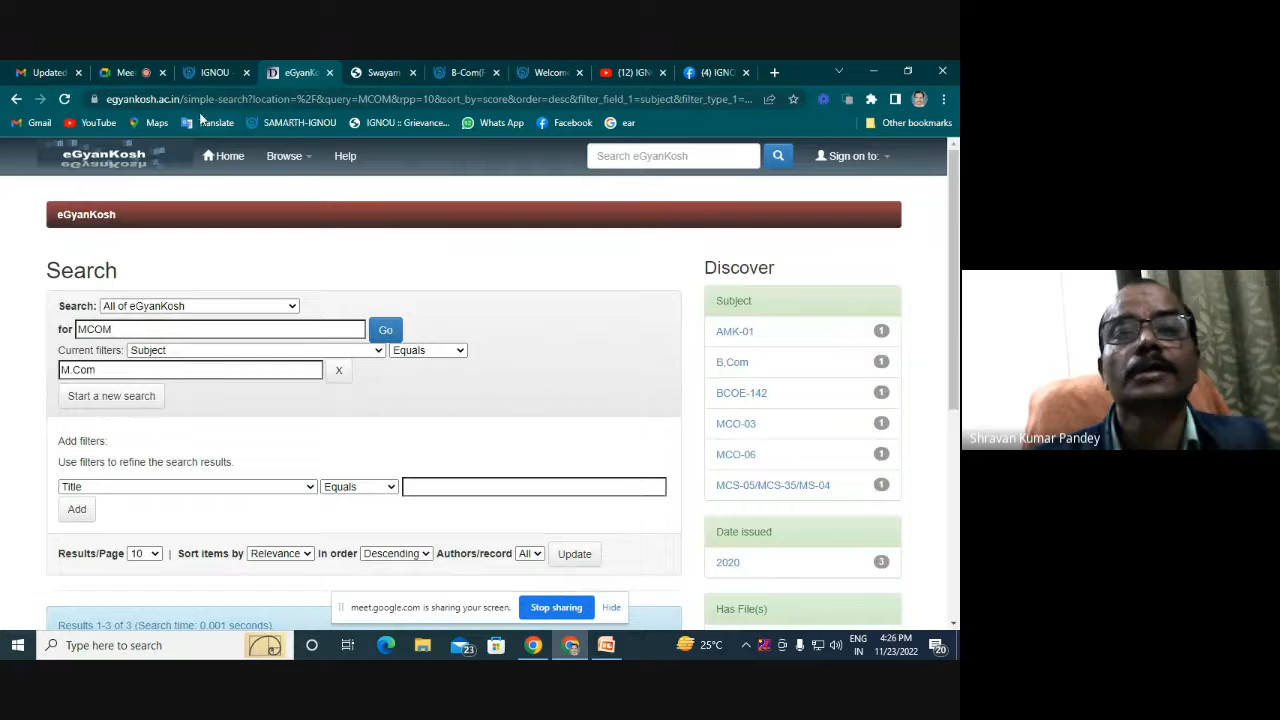 Updated
Mee
IGNOU
eGyanK
Swayam
B-Com(F
Welcom
(12) IGN
(4) IGNO
egyankosh.ac.in/simple-search?location=%2F&query=MCOM&rpp=10&sort_by=score&order=desc&filter_field_1=subject&filter_type_1=...
Gmail
YouTube
Maps
Translate
SAMARTH-IGNOU
IGNOU :: Grievance...
Whats App
Facebook
ear
Other bookmarks
eGyanKosh
Home
Browse
Help
Search eGyanKosh
Sign on to:
eGyanKosh
Search
Search: All of eGyanKosh
for MCOM Go
Current filters: Subject Equals
M.Com X
Start a new search
Add filters:
Use filters to refine the search results.
Title Equals
Add
Results/Page 10 | Sort items by Relevance In order Descending Authors/record All Update
Results 1-3 of 3 (Search time: 0.001 seconds).
Discover
Subject
AMK-01 1
B,Com 1
BCOE-142 1
MCO-03 1
MCO-06 1
MCS-05/MCS-35/MS-04 1
Date issued
2020 3
Has File(s)
meet.google.com is sharing your screen. Stop sharing Hide
Type here to search
23
25°C
ENG
IN
4:26 PM
11/23/2022
20
Shravan Kumar Pandey